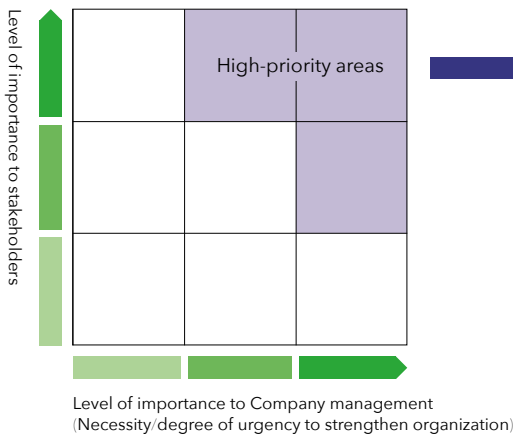 Level of importance to stakeholders
High-priority areas
Level of importance to Company management
(Necessity/degree of urgency to strengthen organization)